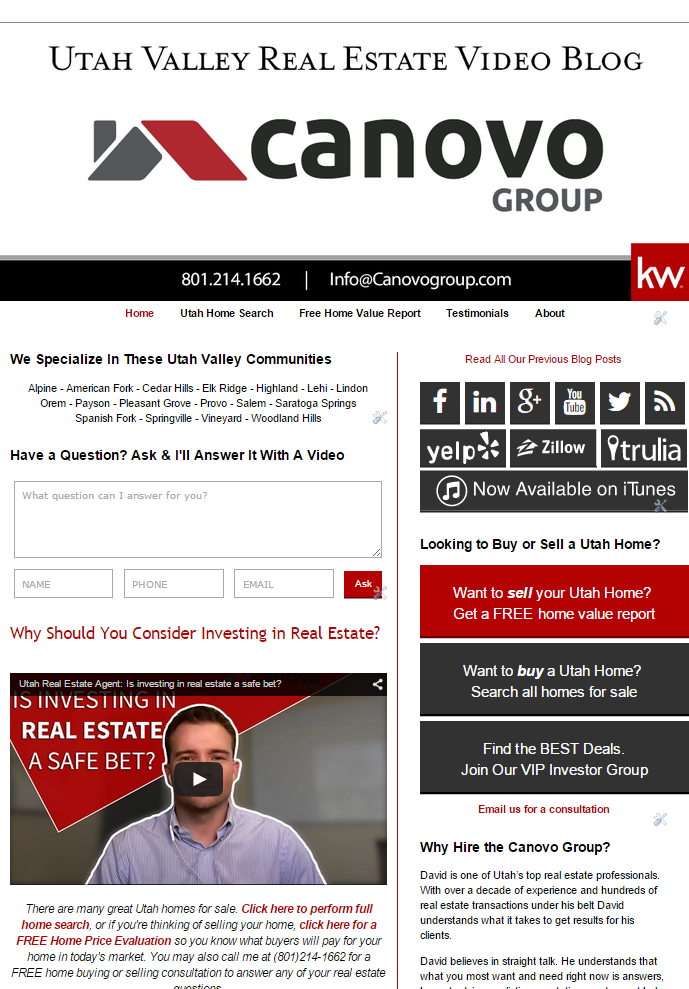 Utah Valley Real Estate Video Blog
canovo
GROUP
kw
801.214.1662 | Info@Canovogroup.com
Home Utah Home Search Free Home Value Report Testimonials About
We Specialize In These Utah Valley Communities
Alpine - American Fork - Cedar Hills - Elk Ridge - Highland - Lehi - Lindon
Orem - Payson - Pleasant Grove - Provo - Salem - Saratoga Springs
Spanish Fork - Springville - Vineyard - Woodland Hills
Have a Question? Ask & I'll Answer It With A Video
What question can I answer for you?
NAME PHONE EMAIL Ask
Why Should You Consider Investing in Real Estate?
Utah Real Estate Agent: Is investing in real estate a safe bet?
IS INVESTING IN
REAL ESTATE
A SAFE BET?
There are many great Utah homes for sale. Click here to perform full
home search, or if you're thinking of selling your home, click here for a
FREE Home Price Evaluation so you know what buyers will pay for your
home in today's market. You may also call me at (801)214-1662 for a
FREE home buying or selling consultation to answer any of your real estate
questions.
Read All Our Previous Blog Posts
f in g+ You Tube
yelp Zillow trulia
Now Available on iTunes
Looking to Buy or Sell a Utah Home?
Want to sell your Utah Home?
Get a FREE home value report
Want to buy a Utah Home?
Search all homes for sale
Find the BEST Deals.
Join Our VIP Investor Group
Email us for a consultation
Why Hire the Canovo Group?
David is one of Utah's top real estate professionals.
With over a decade of experience and hundreds of
real estate transactions under his belt David
understands what it takes to get results for his
clients.
David believes in straight talk. He understands that
what you most want and need right now is answers,